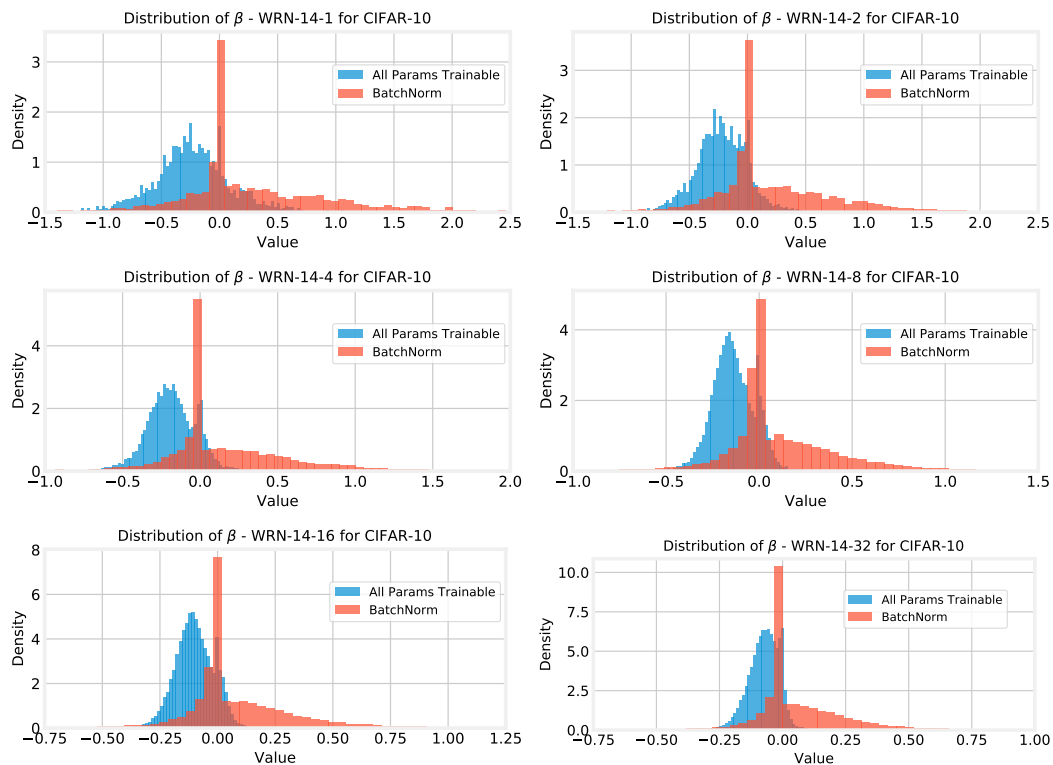 Distribution of β - WRN-14-1 for CIFAR-10
3
2
1
0
Density
All Params Trainable
BatchNorm
−1.5 −1.0 −0.5 0.0 0.5 1.0 1.5 2.0 2.5
Value
Distribution of β - WRN-14-2 for CIFAR-10
3
2
1
0
Density
All Params Trainable
BatchNorm
−1.5 −1.0 −0.5 0.0 0.5 1.0 1.5 2.0 2.5
Value
Distribution of β - WRN-14-4 for CIFAR-10
4
2
0
Density
All Params Trainable
BatchNorm
−1.0 −0.5 0.0 0.5 1.0 1.5 2.0
Value
Distribution of β - WRN-14-8 for CIFAR-10
4
2
0
Density
All Params Trainable
BatchNorm
−1.0 −0.5 0.0 0.5 1.0 1.5
Value
Distribution of β - WRN-14-16 for CIFAR-10
8
6
4
2
0
Density
All Params Trainable
BatchNorm
−0.75 −0.50 −0.25 0.00 0.25 0.50 0.75 1.00 1.25
Value
Distribution of β - WRN-14-32 for CIFAR-10
10.0
7.5
5.0
2.5
0.0
Density
All Params Trainable
BatchNorm
−0.75 −0.50 −0.25 0.00 0.25 0.50 0.75 1.00
Value